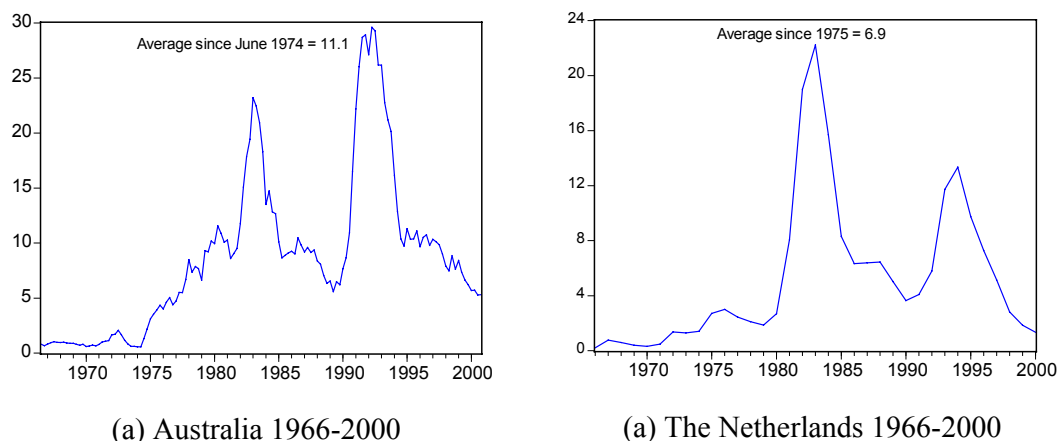 Average since June 1974 = 11.1
30
25
20
15
10
5
0
1970 1975 1980 1985 1990 1995 2000
(a) Australia 1966-2000
Average since 1975 = 6.9
24
20
16
12
8
4
0
1970 1975 1980 1985 1990 1995 2000
(a) The Netherlands 1966-2000